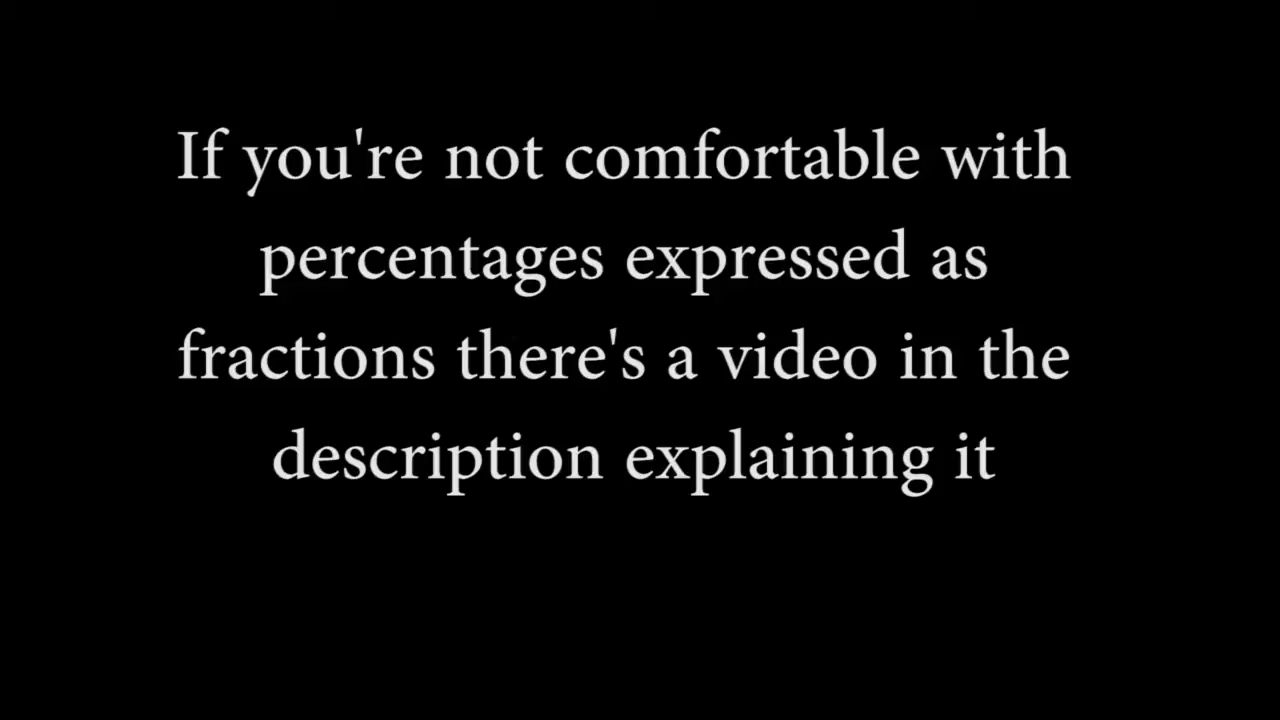 If you're not comfortable with
percentages expressed as
fractions there's a video in the
description explaining it